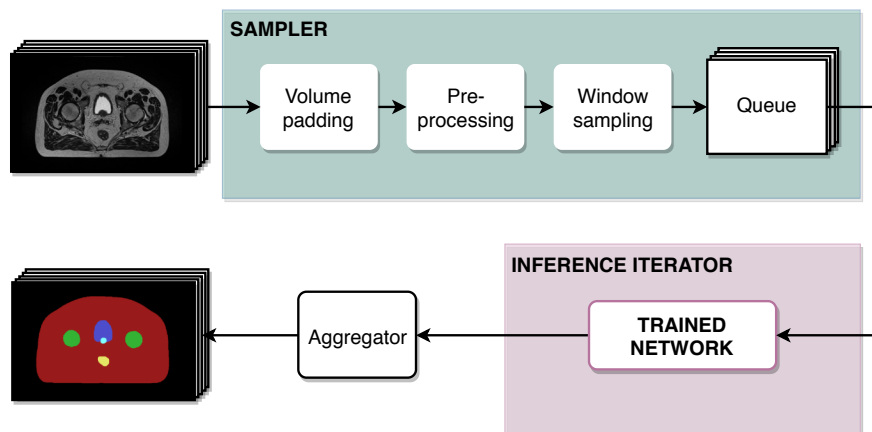 SAMPLER
Volume
padding
Pre-
processing
Window
sampling
Queue
INFERENCE ITERATOR
Aggregator
TRAINED
NETWORK